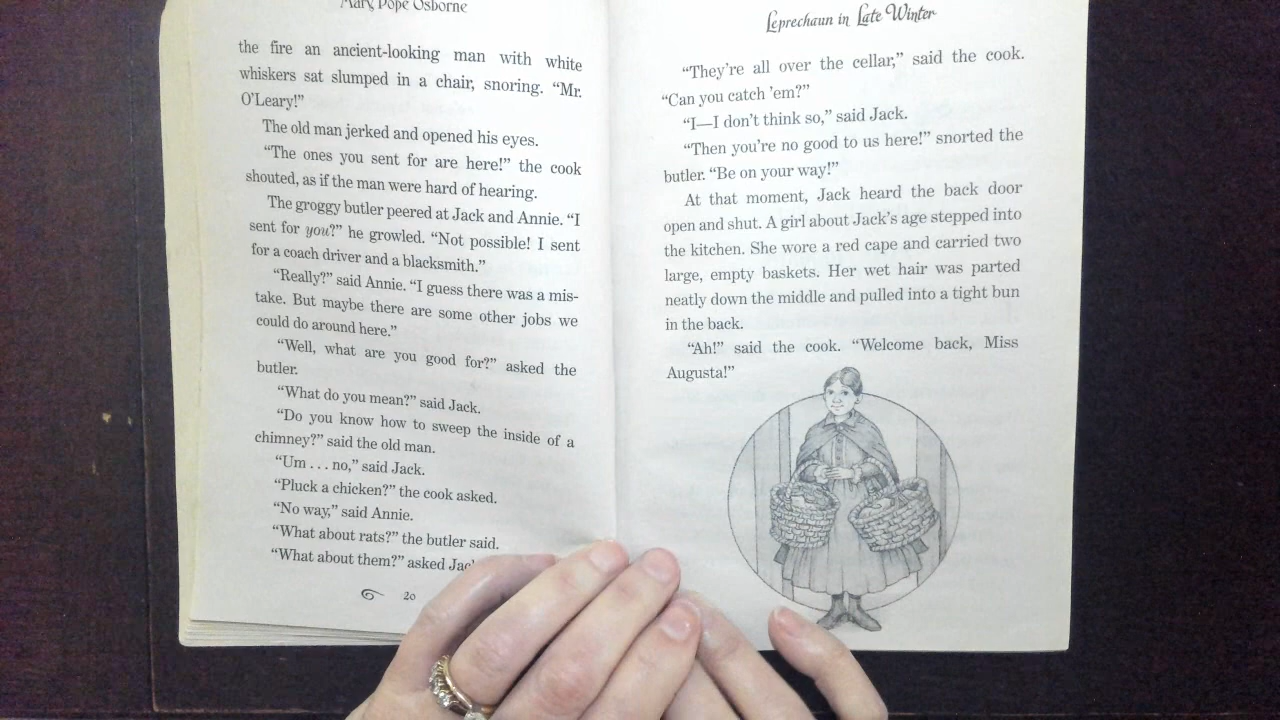 Mary Pope Osborne
the fire an ancient-looking man with white
whiskers sat slumped in a chair, snoring. “Mr.
O’Leary!”
The old man jerked and opened his eyes.
“The ones you sent for are here!” the cook
shouted, as if the man were hard of hearing.
The groggy butler peered at Jack and Annie. “I
sent for you?” he growled. “Not possible! I sent
for a coach driver and a blacksmith.”
“Really?” said Annie. “I guess there was a mis-
take. But maybe there are some other jobs we
could do around here.”
“Well, what are you good for?” asked the
butler.
“What do you mean?” said Jack.
“Do you know how to sweep the inside of a
chimney?” said the old man.
“Um . . . no,” said Jack.
“Pluck a chicken?” the cook asked.
“No way,” said Annie.
“What about rats?” the butler said.
“What about them?” asked
20
Leprechaun in Late Winter
“They’re all over the cellar,” said the cook.
“Can you catch ’em?”
“I—I don’t think so,” said Jack.
“Then you’re no good to us here!” snorted the
butler. “Be on your way!”
At that moment, Jack heard the back door
open and shut. A girl about Jack’s age stepped into
the kitchen. She wore a red cape and carried two
large, empty baskets. Her wet hair was parted
neatly down the middle and pulled into a tight bun
in the back.
“Ah!” said the cook. “Welcome back, Miss
Augusta!”